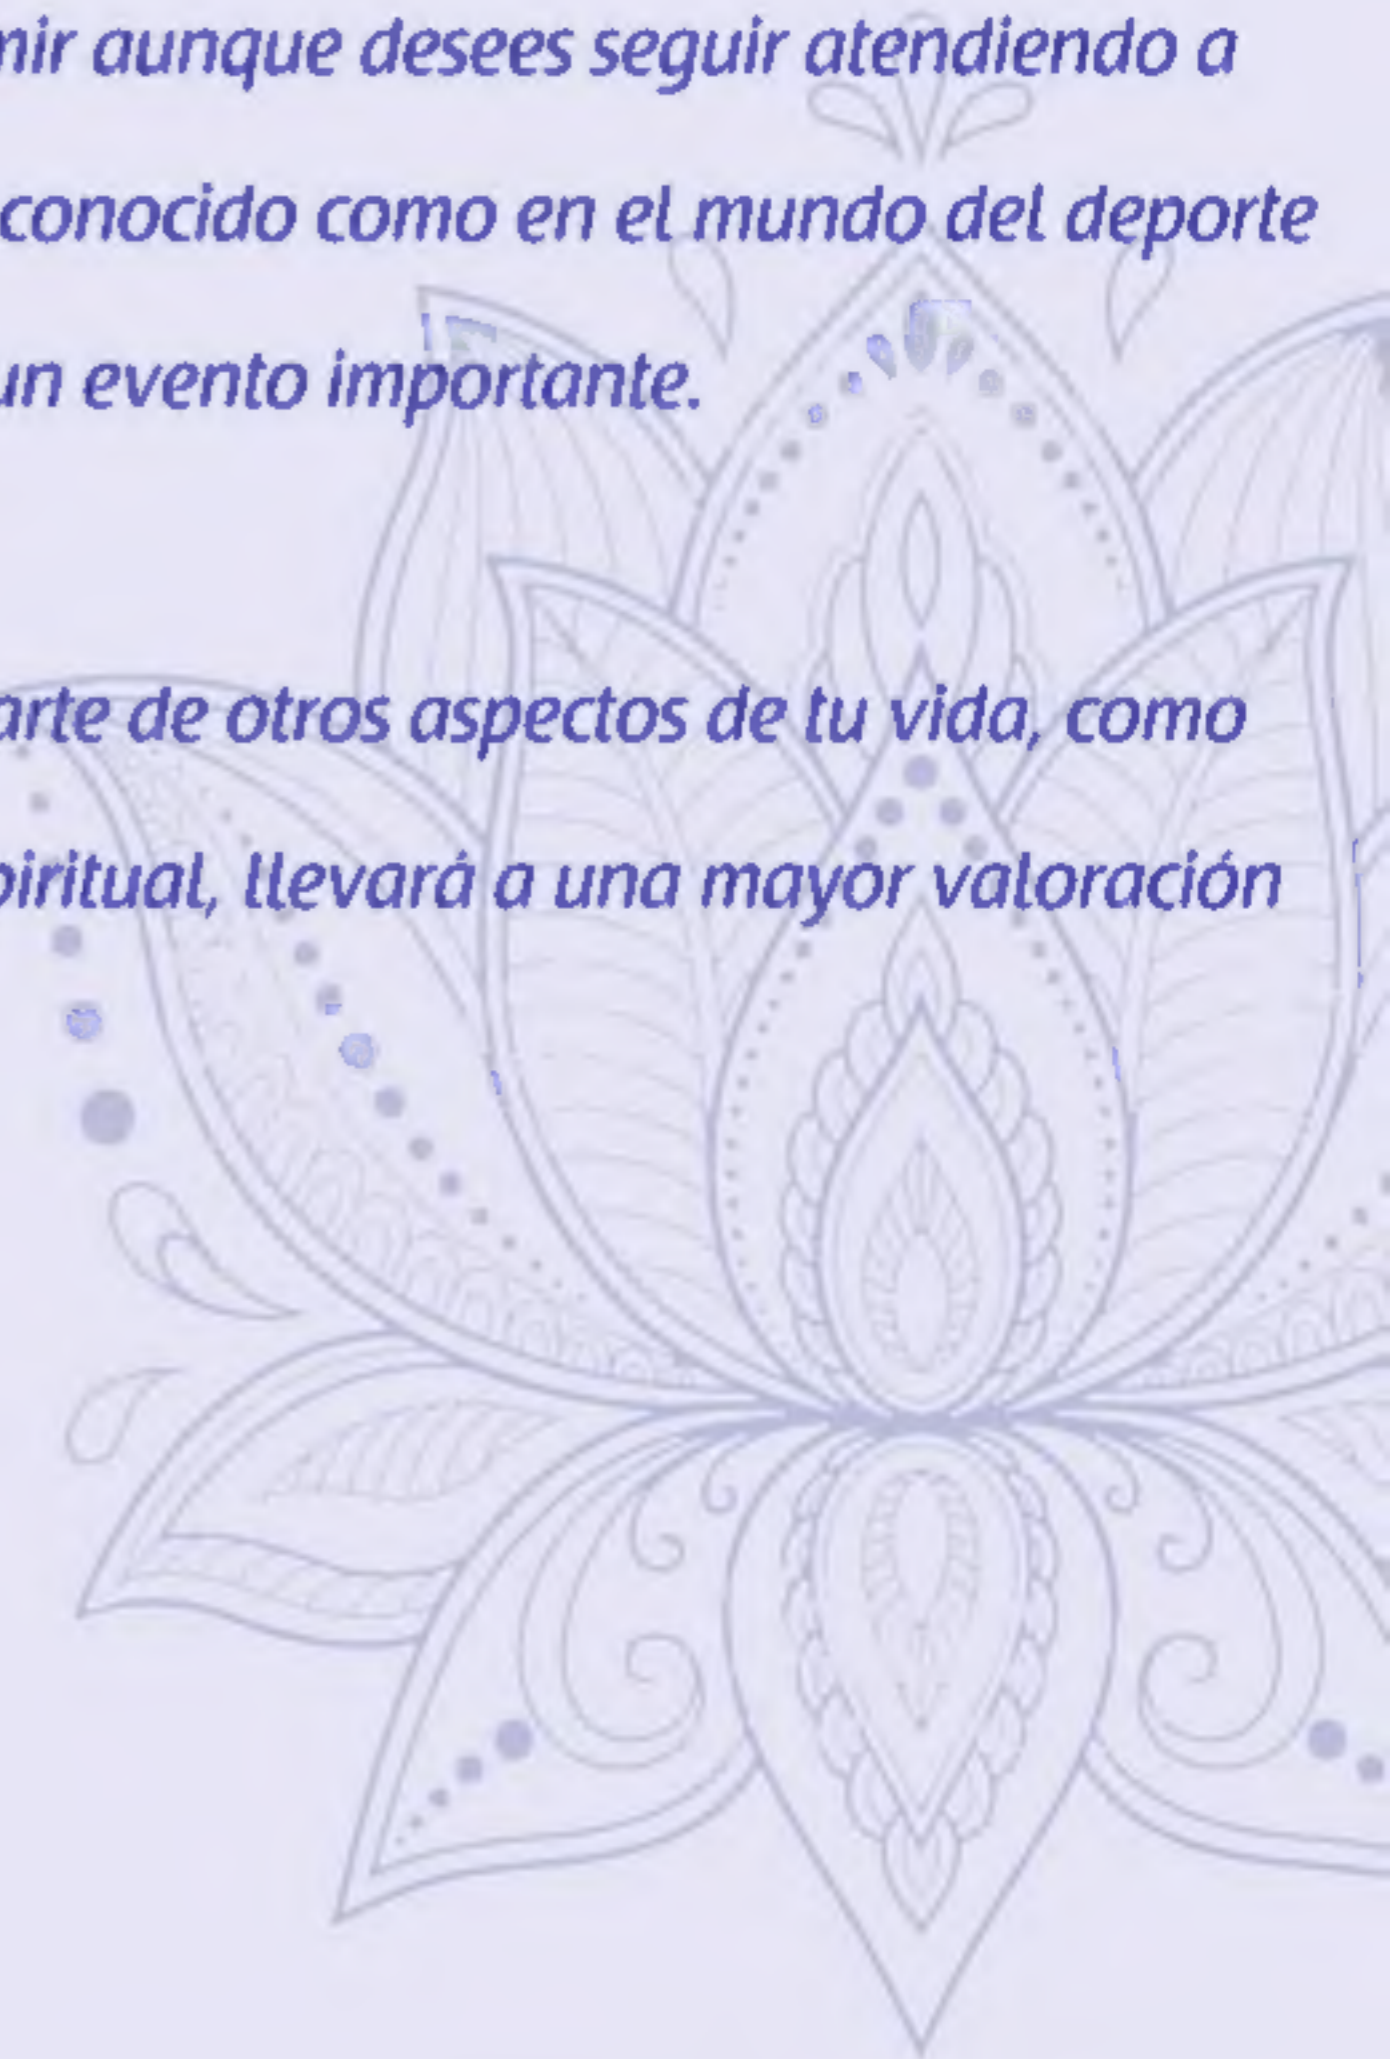 nir aunque desees seguir atendiendo a
conocido como en el mundo del deporte
un evento importante.
arte de otros aspectos de tu vida, como
piritual, llevará a una mayor valoración